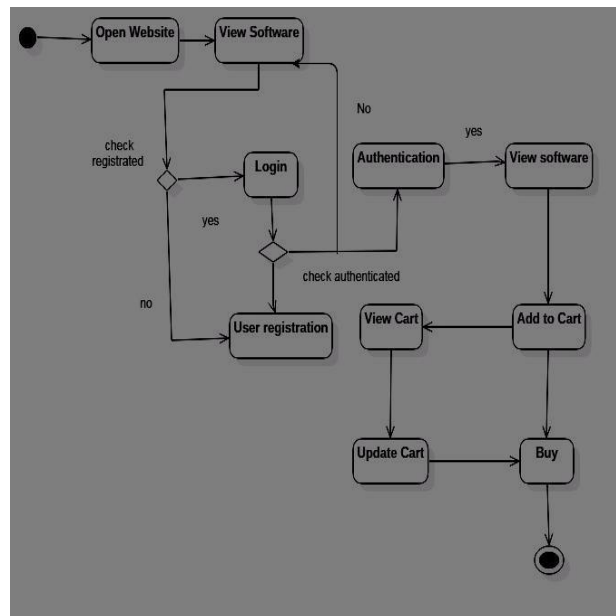 Open Website
View Software
No
yes
check
registrated
Login
Authentication
View software
yes
check authenticated
no
User registration
View Cart
Add to Cart
Update Cart
Buy